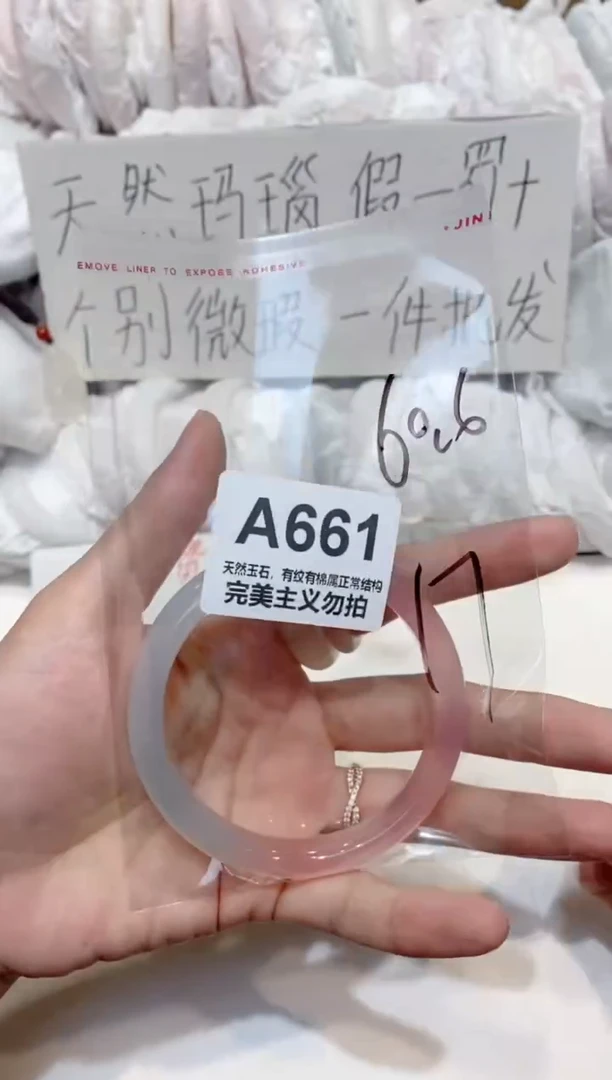 天然玛瑙假一罚十
· JIN
EMOVE LINER TO EXPOSE ADHESIVE
个别微瑕一件批发
60.6
A661
天然玉石，有纹有棉属正常结构
完美主义勿拍
17